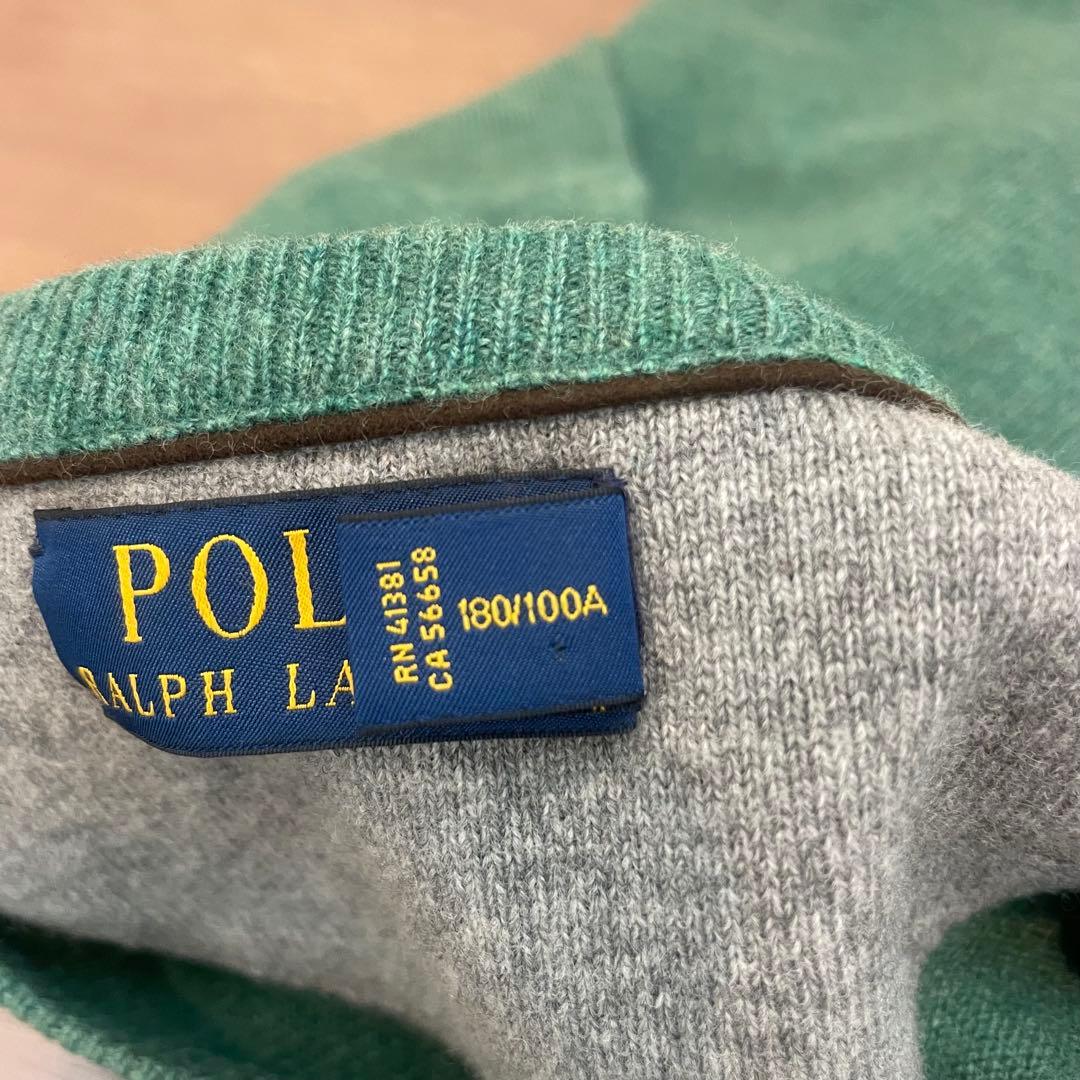 POL
RALPH LA
RN 41381
CA 56658
180/100A